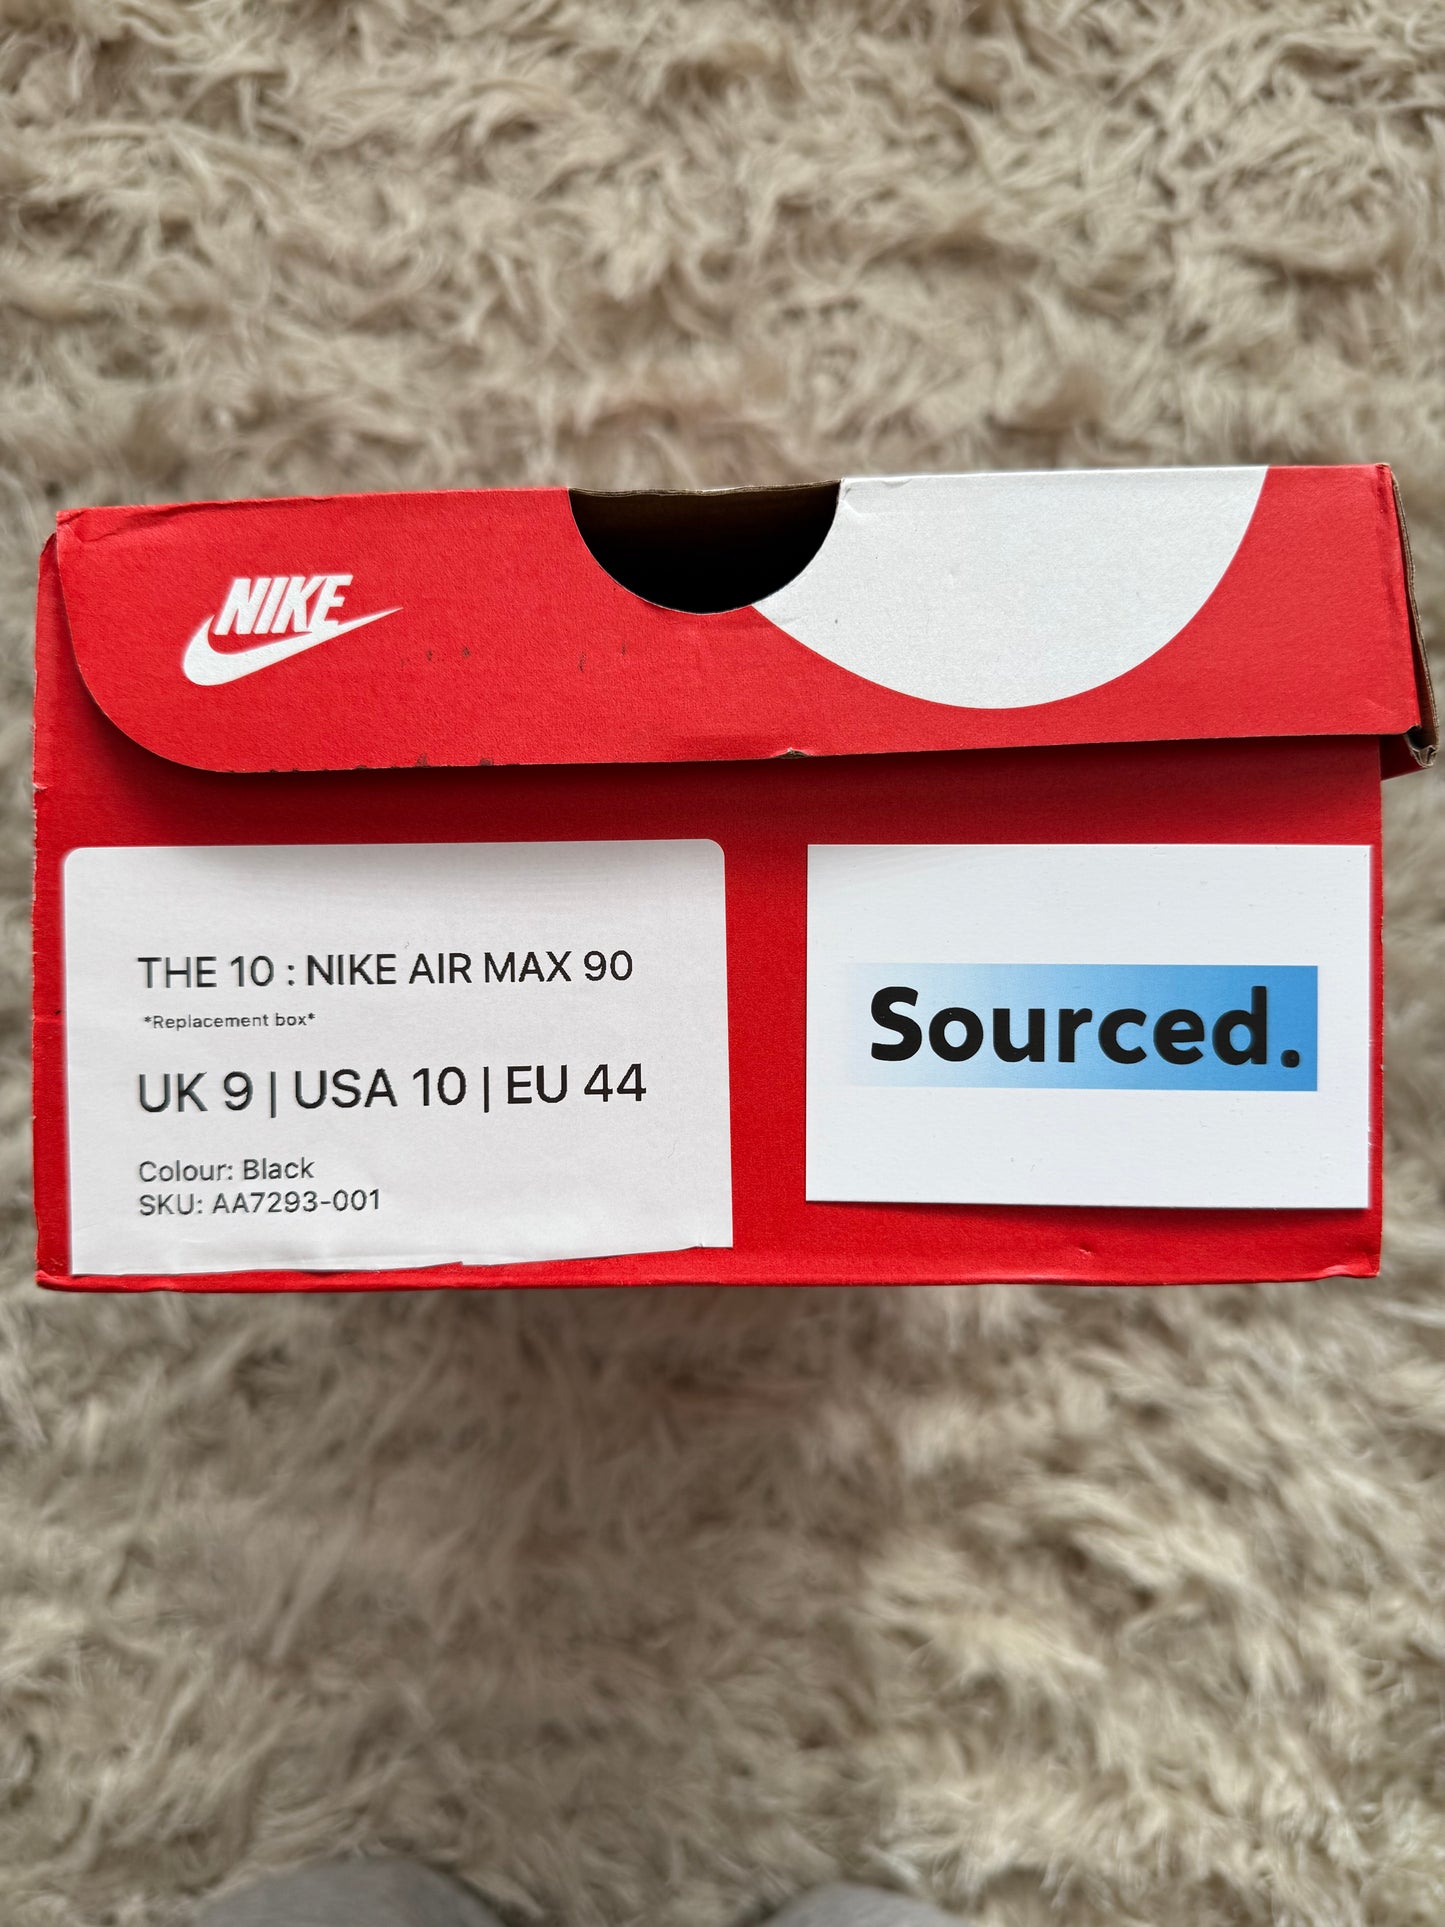 NIKE
THE 10 : NIKE AIR MAX 90
*Replacement box*
UK 9 | USA 10 | EU 44
Colour: Black
SKU: AA7293-001
Sourced.